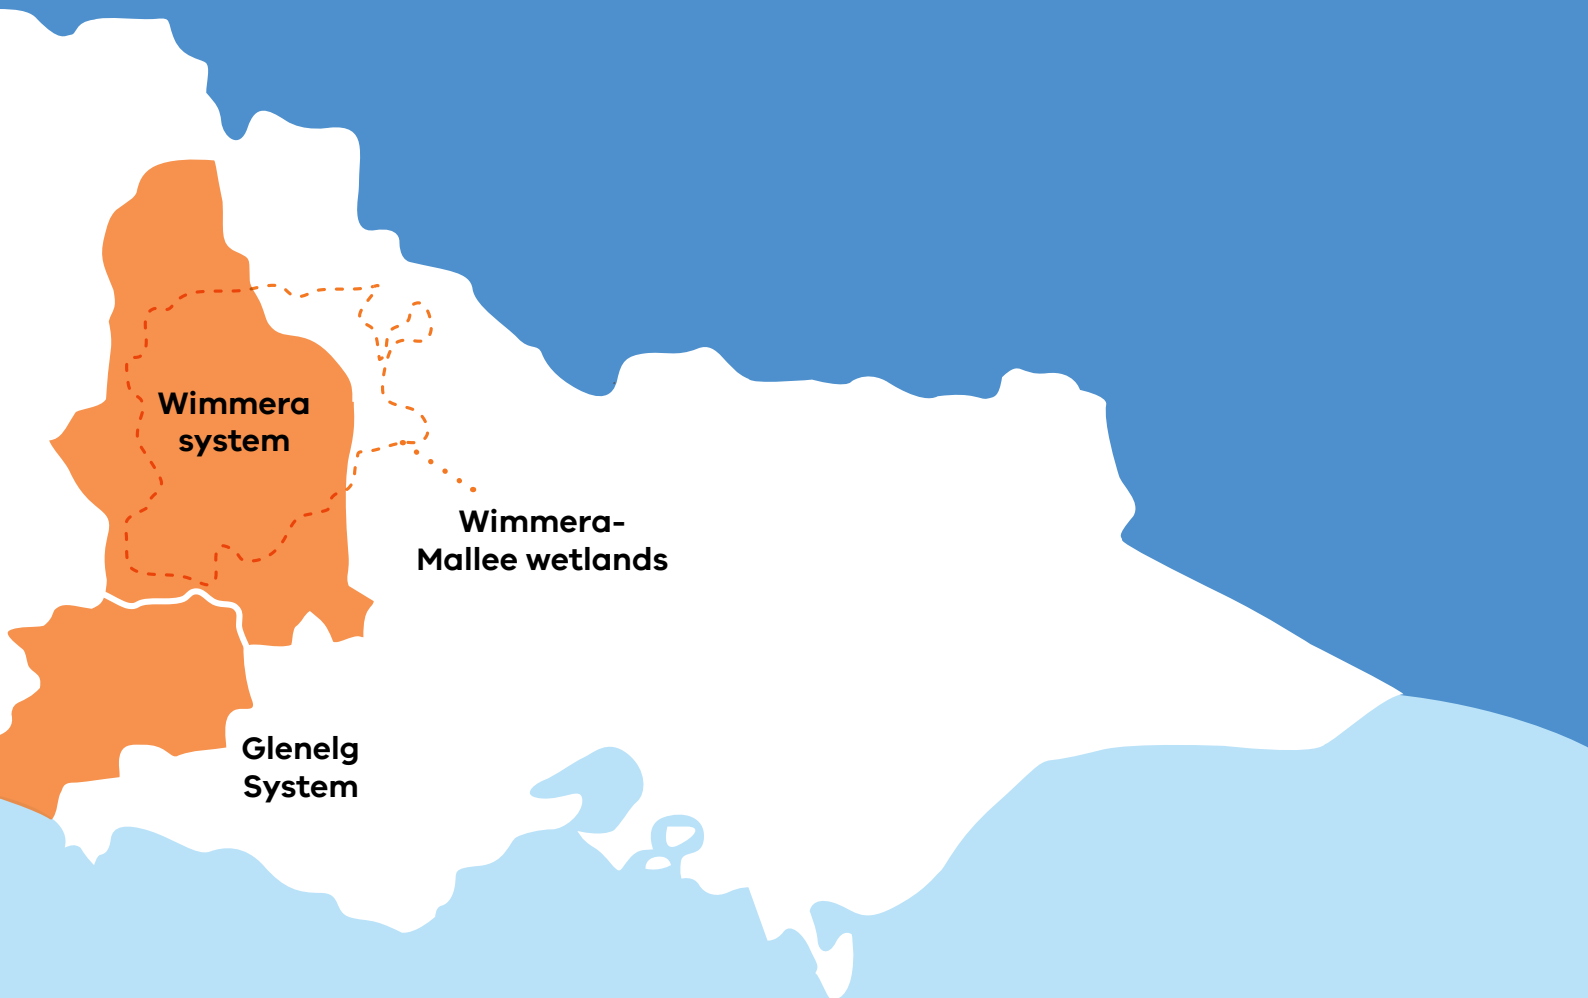 Wimmera
system
Wimmera-
Mallee wetlands
Glenelg
System